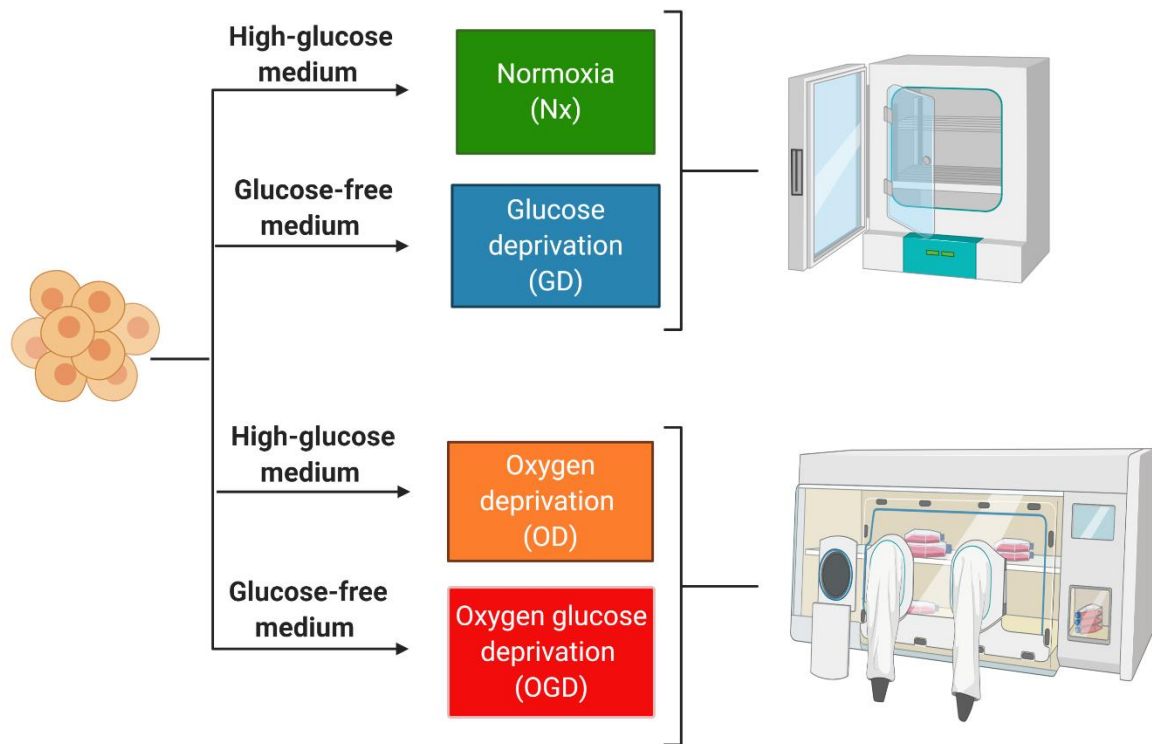 High-glucose
medium
Normoxia
(Nx)
Glucose-free
medium
Glucose
deprivation
(GD)
High-glucose
medium
Oxygen
deprivation
(OD)
Glucose-free
medium
Oxygen glucose
deprivation
(OGD)